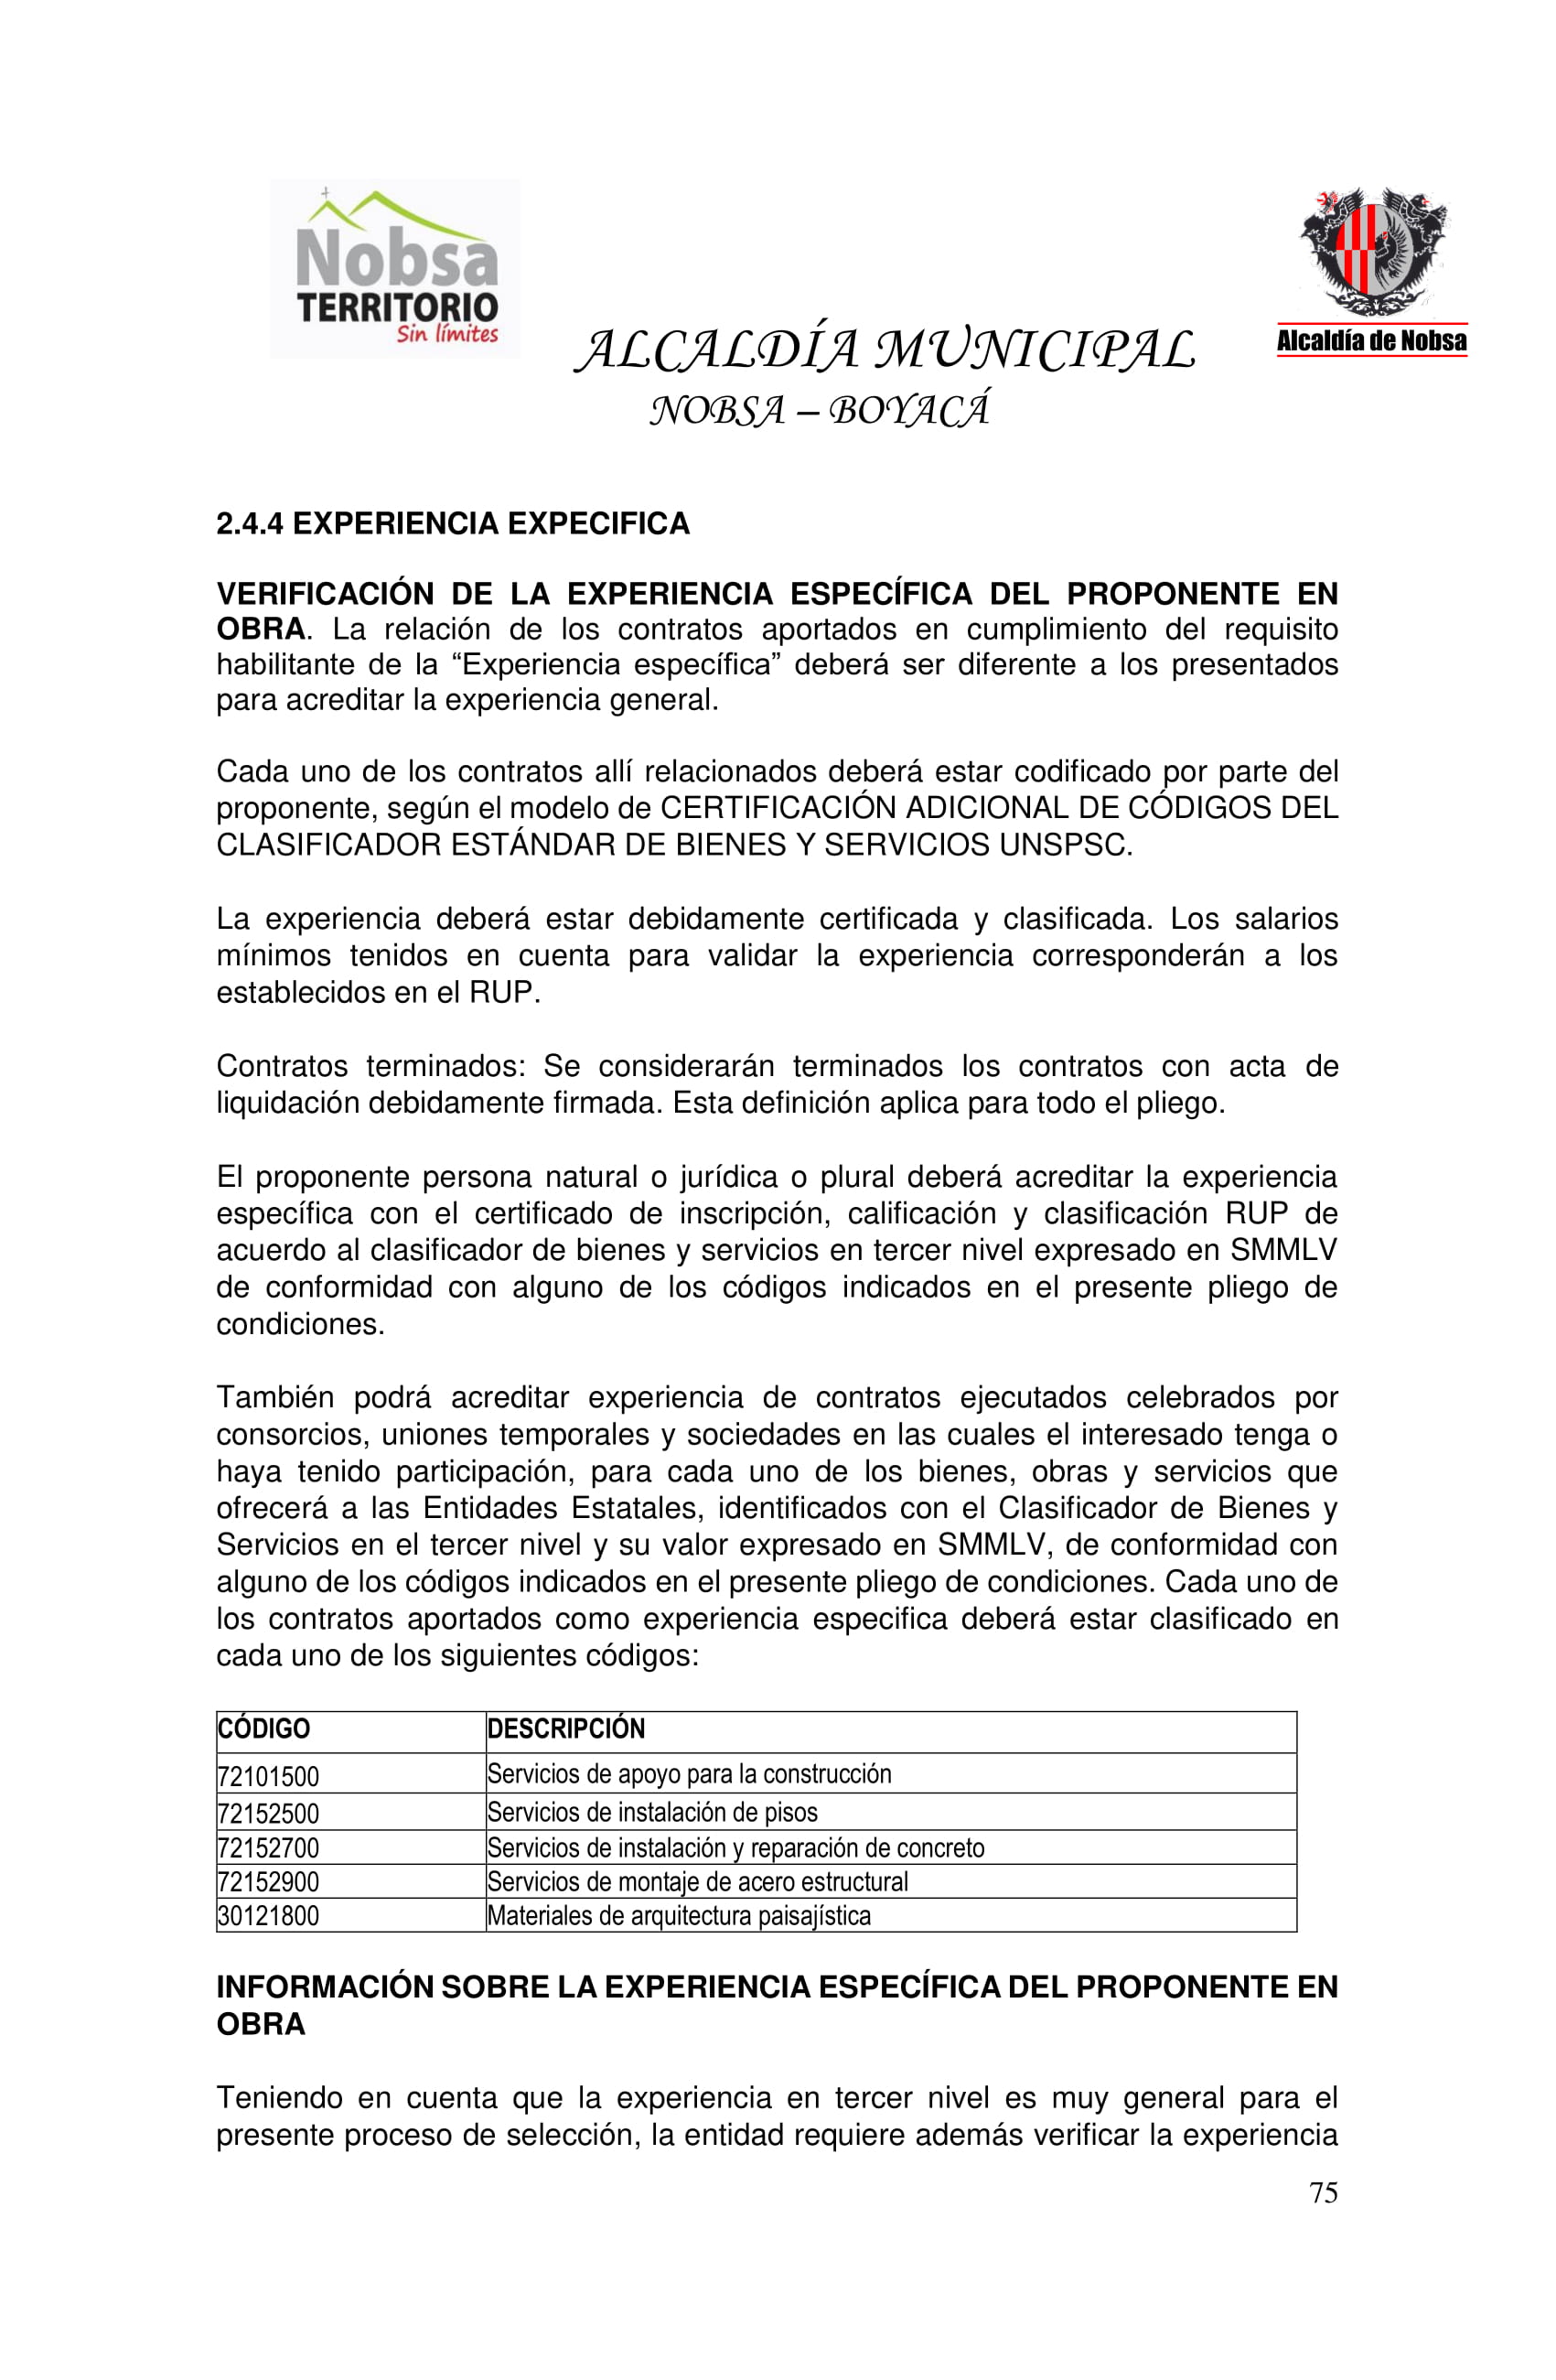 Nobsa
TERRITORIO
Sin límites
Alcaldía de Nobsa
ALCALDÍA MUNICIPAL
NOBSA – BOYACÁ
2.4.4 EXPERIENCIA EXPECIFICA
VERIFICACIÓN DE LA EXPERIENCIA ESPECÍFICA DEL PROPONENTE EN
OBRA. La relación de los contratos aportados en cumplimiento del requisito
habilitante de la “Experiencia específica” deberá ser diferente a los presentados
para acreditar la experiencia general.
Cada uno de los contratos allí relacionados deberá estar codificado por parte del
proponente, según el modelo de CERTIFICACIÓN ADICIONAL DE CÓDIGOS DEL
CLASIFICADOR ESTÁNDAR DE BIENES Y SERVICIOS UNSPSC.
La experiencia deberá estar debidamente certificada y clasificada. Los salarios
mínimos tenidos en cuenta para validar la experiencia corresponderán a los
establecidos en el RUP.
Contratos terminados: Se considerarán terminados los contratos con acta de
liquidación debidamente firmada. Esta definición aplica para todo el pliego.
El proponente persona natural o jurídica o plural deberá acreditar la experiencia
específica con el certificado de inscripción, calificación y clasificación RUP de
acuerdo al clasificador de bienes y servicios en tercer nivel expresado en SMMLV
de conformidad con alguno de los códigos indicados en el presente pliego de
condiciones.
También podrá acreditar experiencia de contratos ejecutados celebrados por
consorcios, uniones temporales y sociedades en las cuales el interesado tenga o
haya tenido participación, para cada uno de los bienes, obras y servicios que
ofrecerá a las Entidades Estatales, identificados con el Clasificador de Bienes y
Servicios en el tercer nivel y su valor expresado en SMMLV, de conformidad con
alguno de los códigos indicados en el presente pliego de condiciones. Cada uno de
los contratos aportados como experiencia especifica deberá estar clasificado en
cada uno de los siguientes códigos:
CÓDIGO DESCRIPCIÓN
72101500 Servicios de apoyo para la construcción
72152500 Servicios de instalación de pisos
72152700 Servicios de instalación y reparación de concreto
72152900 Servicios de montaje de acero estructural
30121800 Materiales de arquitectura paisajística
INFORMACIÓN SOBRE LA EXPERIENCIA ESPECÍFICA DEL PROPONENTE EN
OBRA
Teniendo en cuenta que la experiencia en tercer nivel es muy general para el
presente proceso de selección, la entidad requiere además verificar la experiencia
75